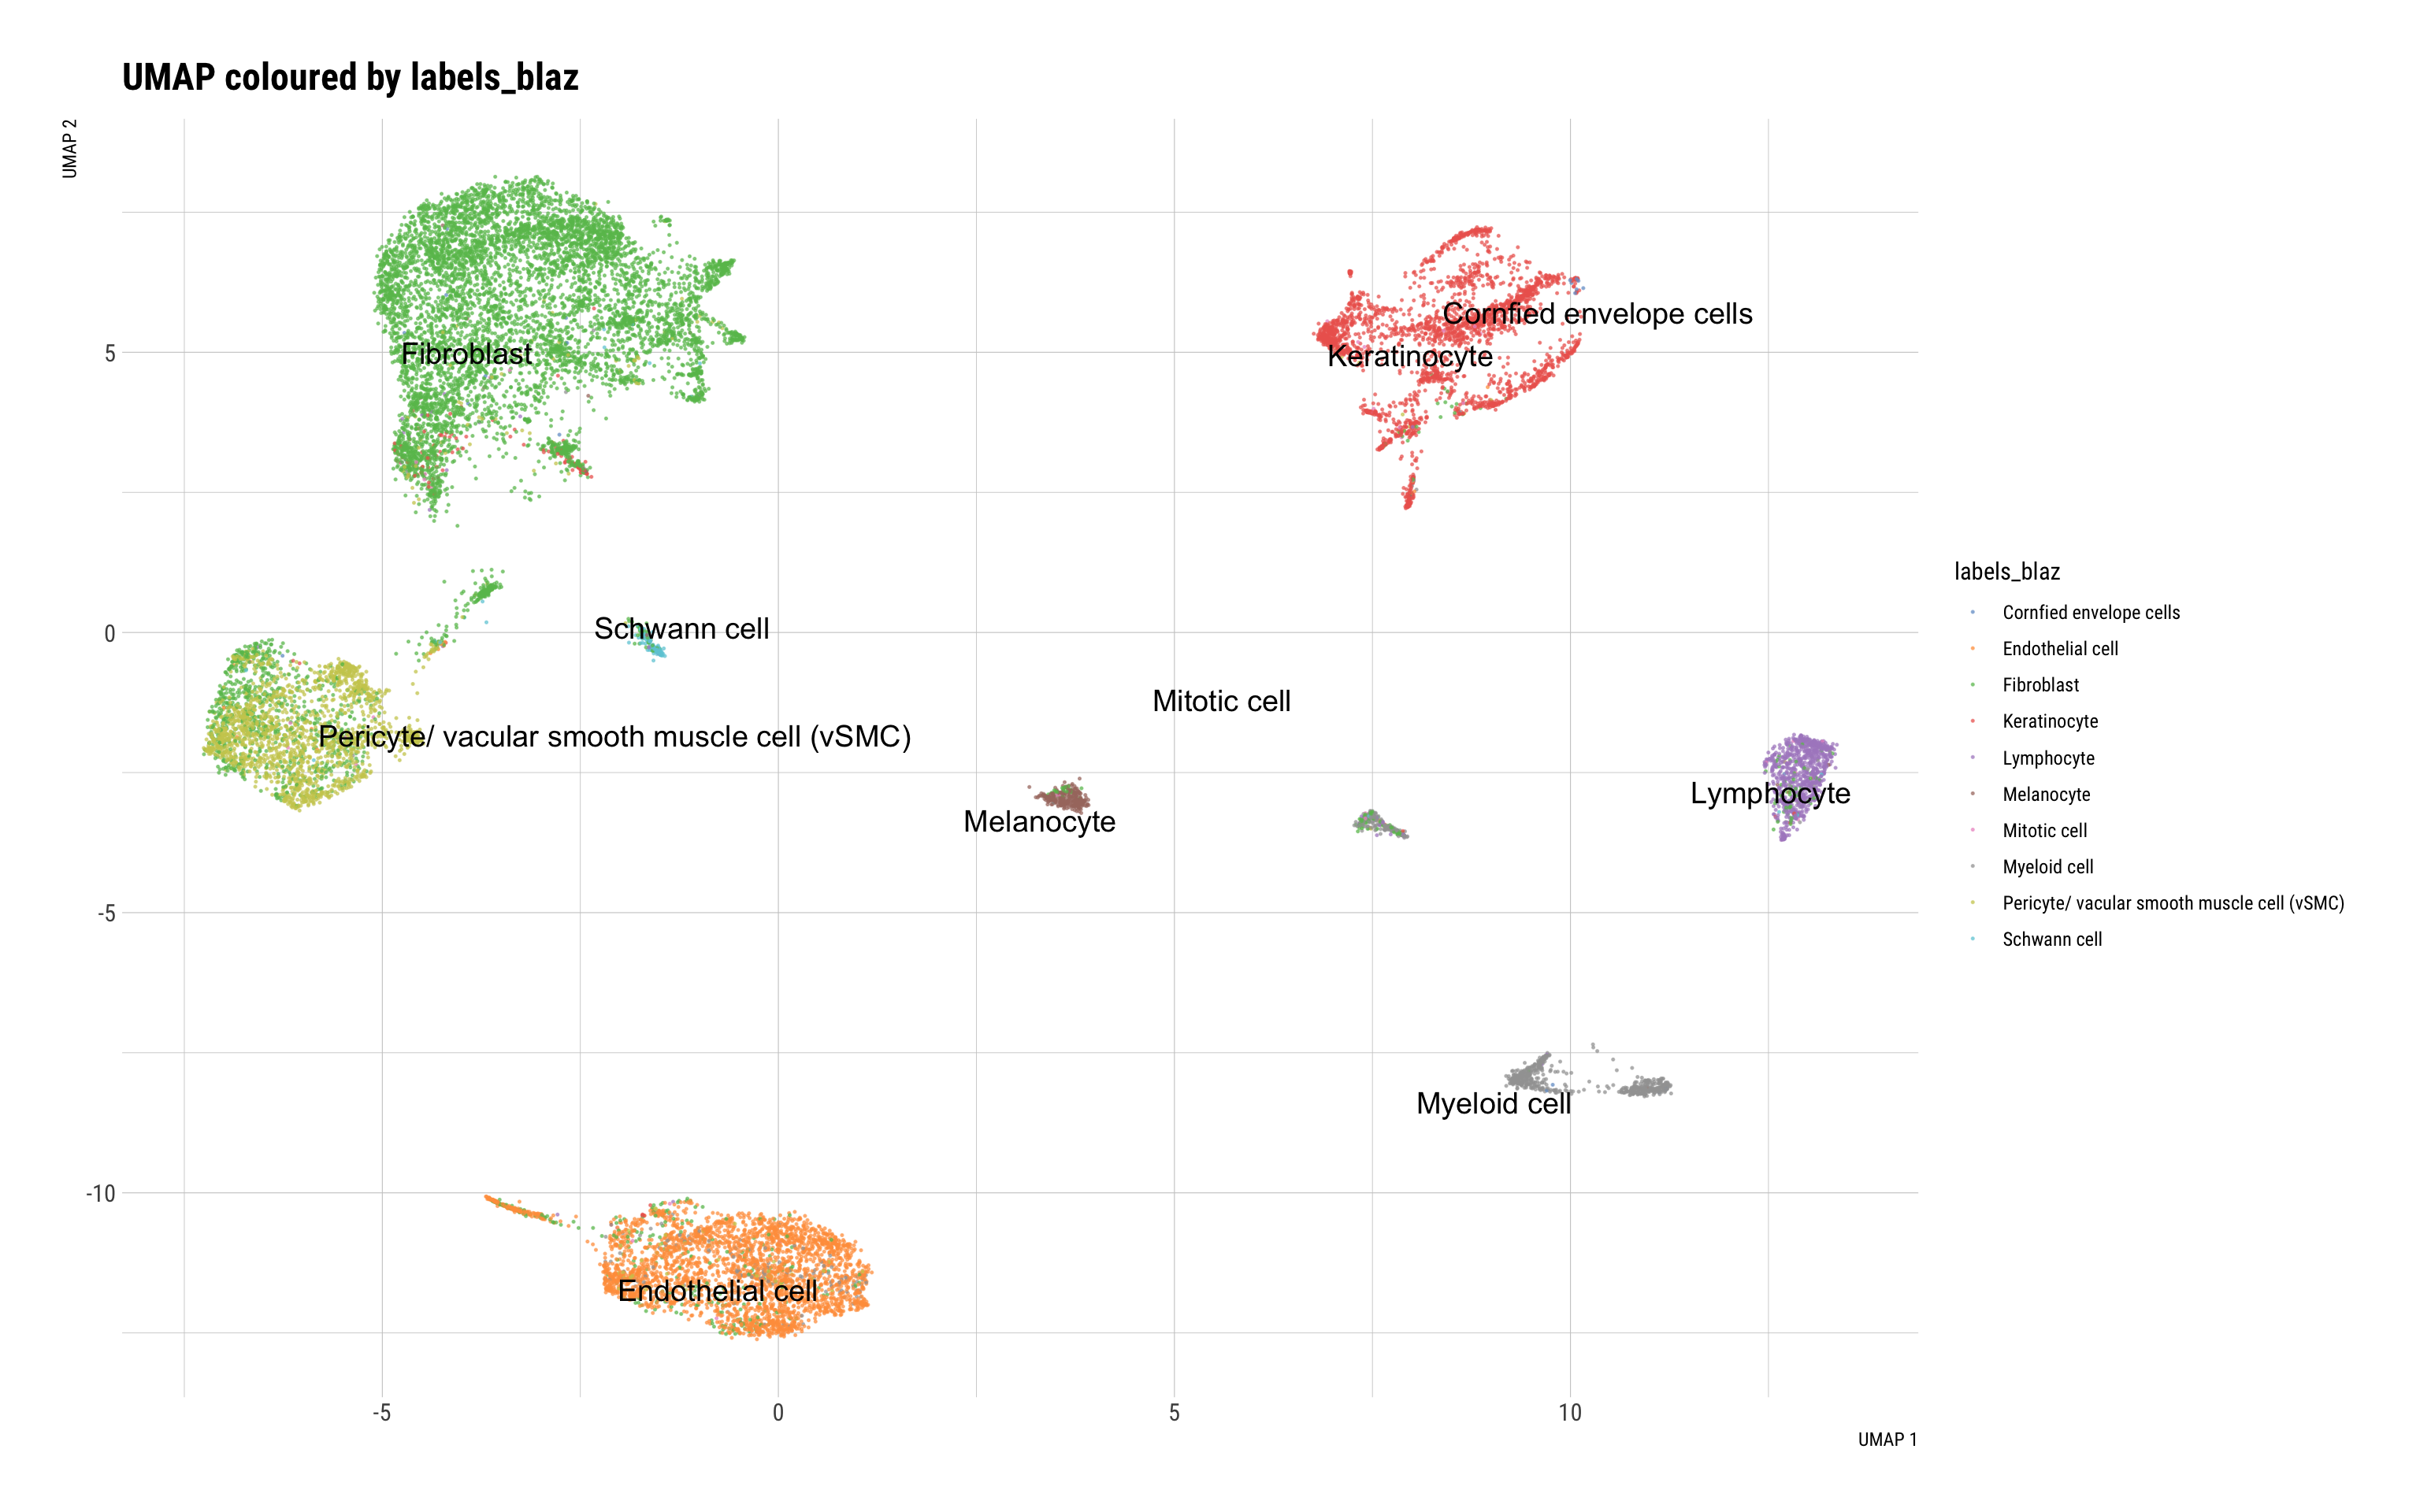 UMAP coloured by labels_blaz
UMAP 2
Fibroblast
Cornfied envelope cells
Keratinocyte
5
Schwann cell
0
Mitotic cell
Pericyte/ vacular smooth muscle cell (vSMC)
Lymphocyte
Melanocyte
-5
Myeloid cell
-10
Endothelial cell
-5
0
5
10
UMAP 1
labels_blaz
Cornfied envelope cells
Endothelial cell
Fibroblast
Keratinocyte
Lymphocyte
Melanocyte
Mitotic cell
Myeloid cell
Pericyte/ vacular smooth muscle cell (vSMC)
Schwann cell